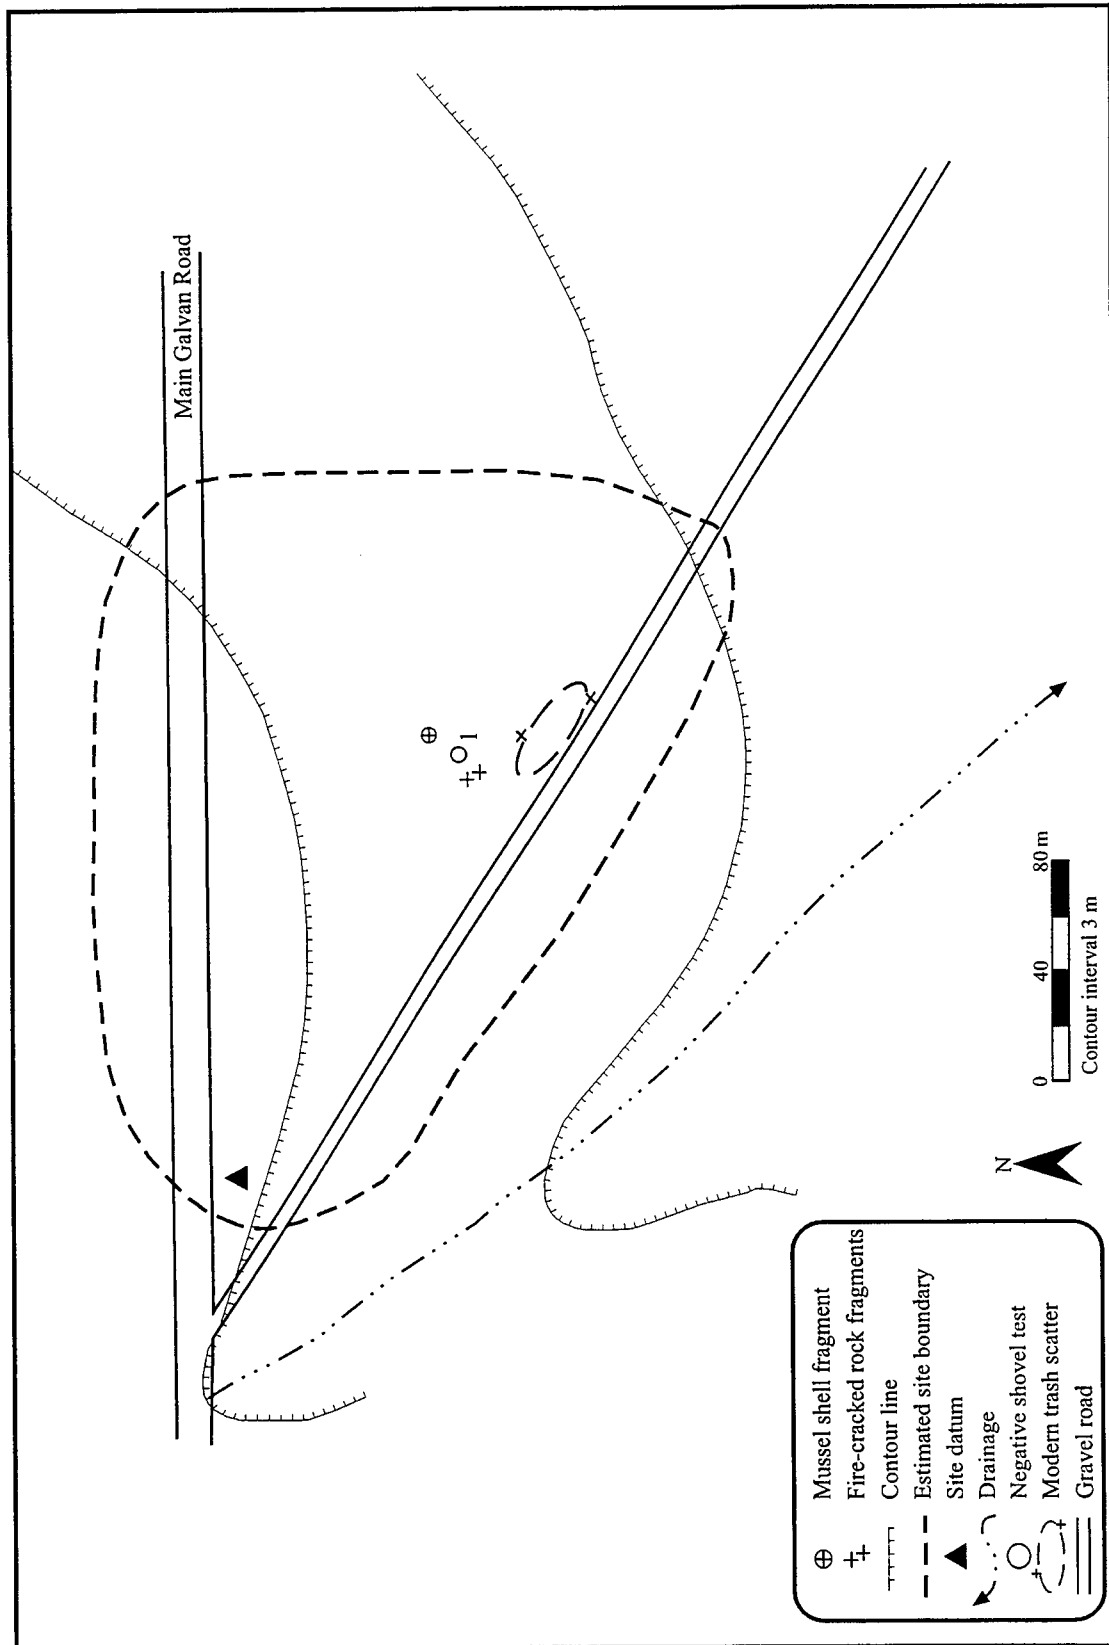 Main Galvan Road
1
N
0
40
80 m
Contour interval 3 m
Mussel shell fragment
Fire-cracked rock fragments
Contour line
Estimated site boundary
Site datum
Drainage
Negative shovel test
Modern trash scatter
Gravel road